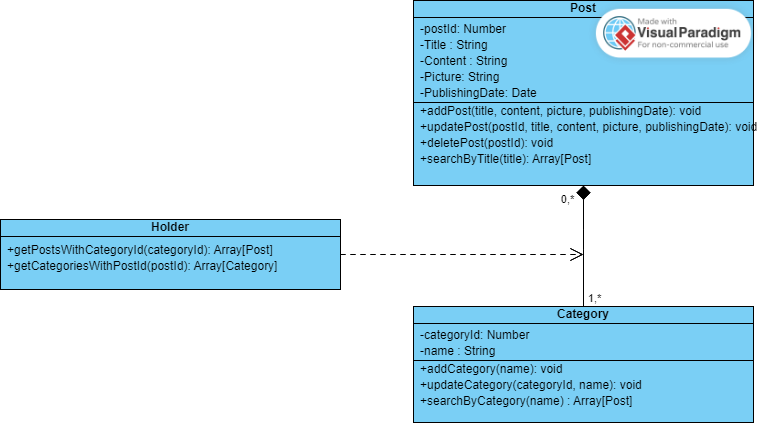 Post
-postId: Number
-Title : String
-Content : String
-Picture: String
-PublishingDate: Date
+addPost(title, content, picture, publishingDate): void
+updatePost(postId, title, content, picture, publishingDate): void
+deletePost(postId): void
+searchByTitle(title): Array[Post]
Made with
Visual Paradigm
For non-commercial use
0,*
Holder
+getPostsWithCategoryId(categoryId): Array[Post]
+getCategoriesWithPostId(postId): Array[Category]
1,*
Category
-categoryId: Number
-name : String
+addCategory(name): void
+updateCategory(categoryId, name): void
+searchByCategory(name) : Array[Post]